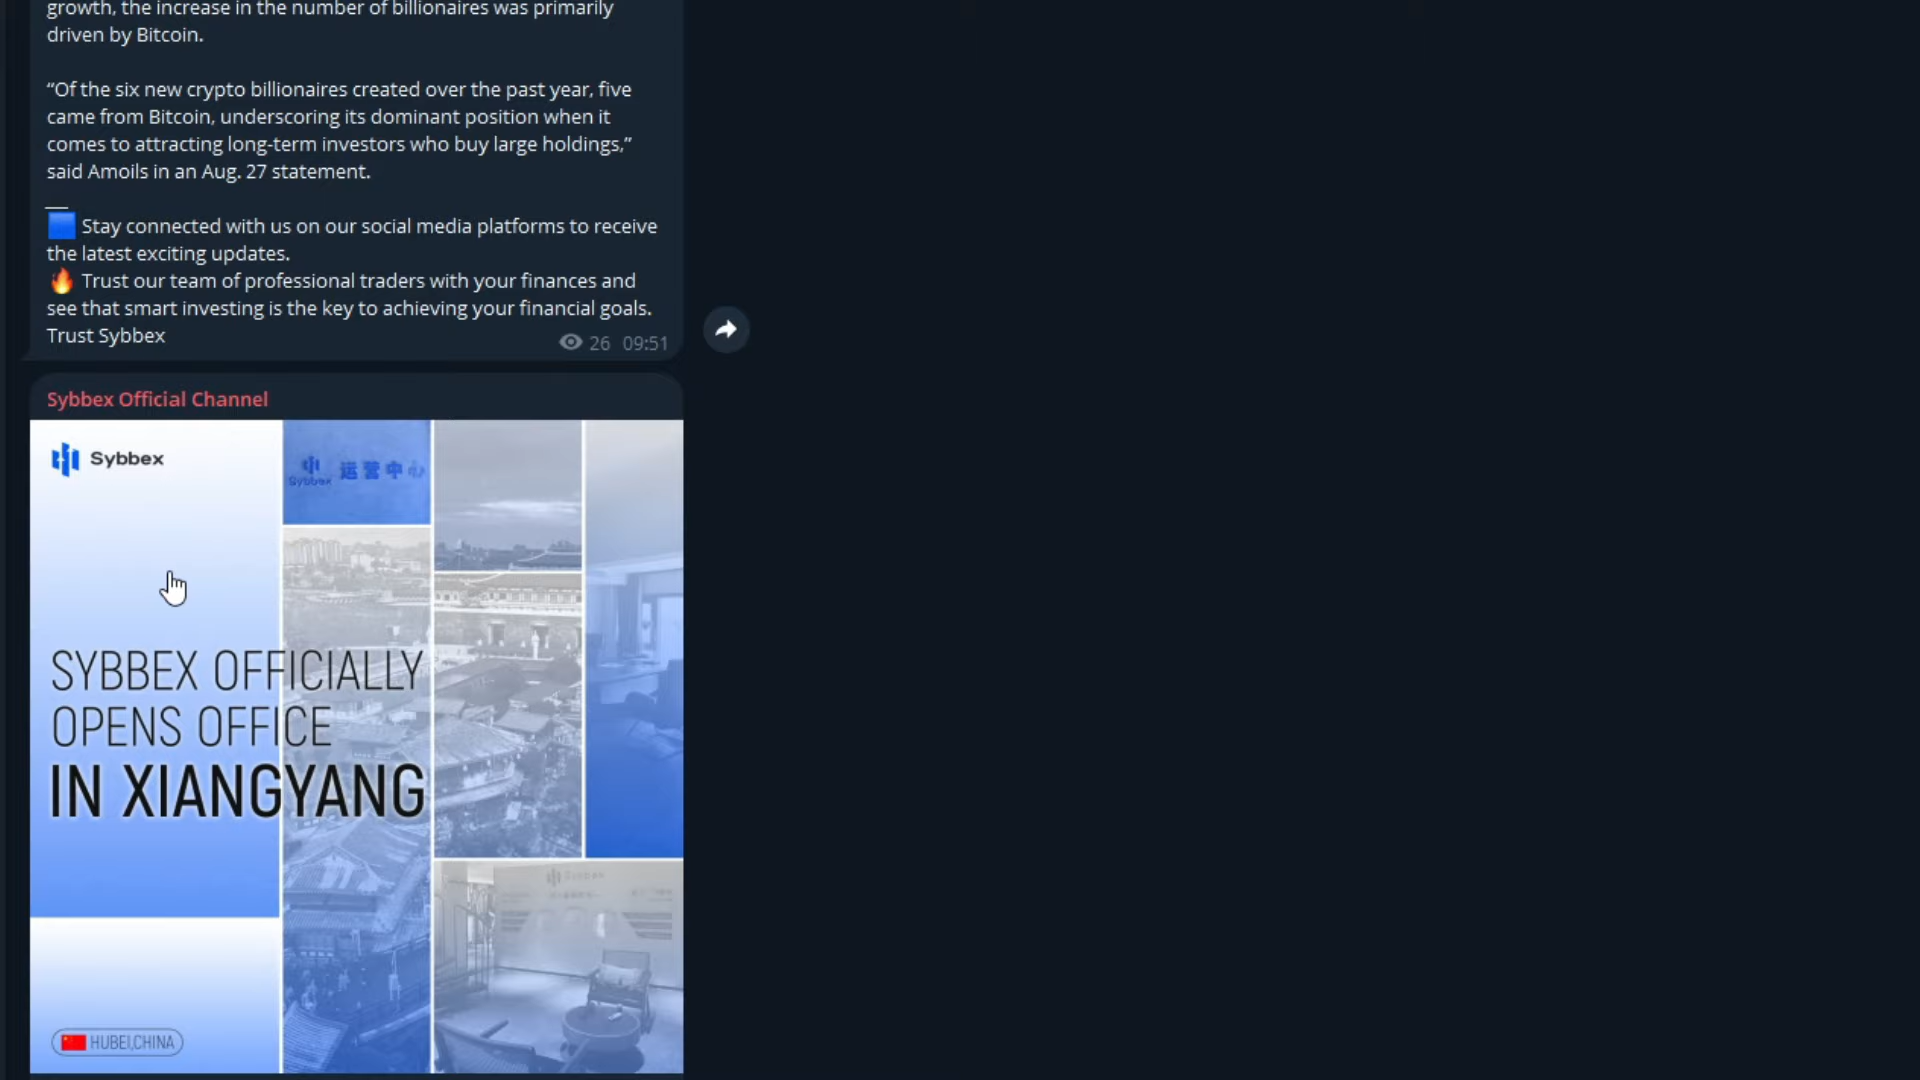 growth, the increase in the number of billionaires was primarily
driven by Bitcoin.
“Of the six new crypto billionaires created over the past year, five
came from Bitcoin, underscoring its dominant position when it
comes to attracting long-term investors who buy large holdings,”
said Amoils in an Aug. 27 statement.
__
Stay connected with us on our social media platforms to receive
the latest exciting updates.
Trust our team of professional traders with your finances and
see that smart investing is the key to achieving your financial goals.
Trust Sybbex
26 09:51
Sybbex Official Channel
Sybbex
Sybbex 运营中心
SYBBEX OFFICIALLY
OPENS OFFICE
IN XIANGYANG
Sybbex
HUBEI,CHINA